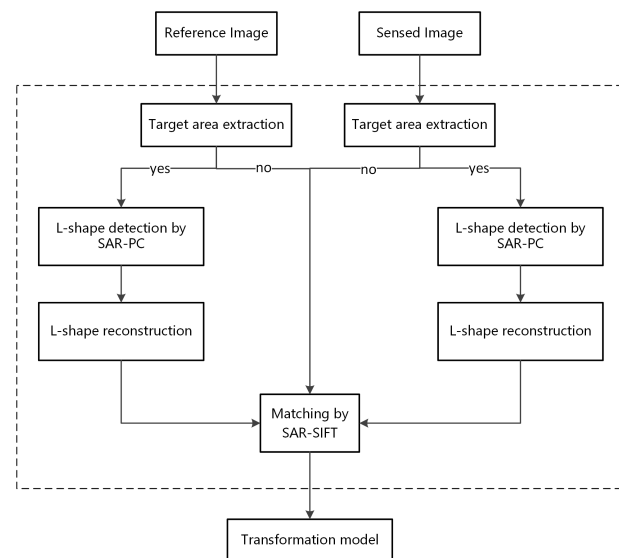 Reference Image
Sensed Image
Target area extraction
Target area extraction
yes
no
no
yes
L-shape detection by
SAR-PC
L-shape detection by
SAR-PC
L-shape reconstruction
L-shape reconstruction
Matching by
SAR-SIFT
Transformation model